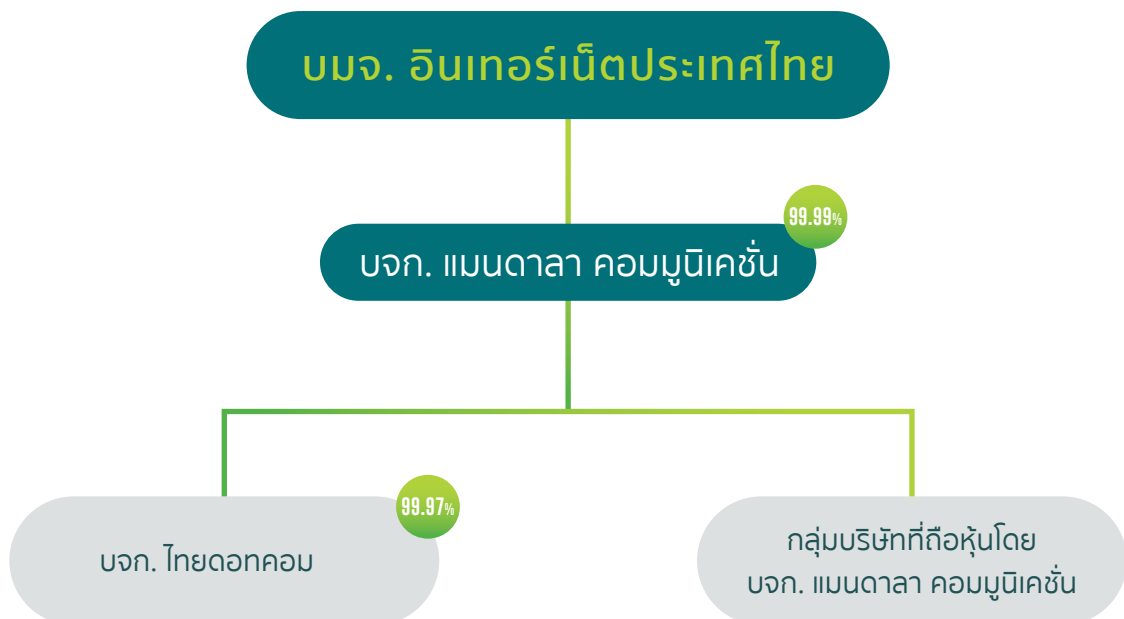 บมจ. อินเทอร์เน็ตประเทศไทย
99.99%
บจก. แมนดาลา คอมมูนิเคชั่น
99.97%
บจก. ไทยดอทคอม
กลุ่มบริษัทที่ถือหุ้นโดย
บจก. แมนดาลา คอมมูนิเคชั่น